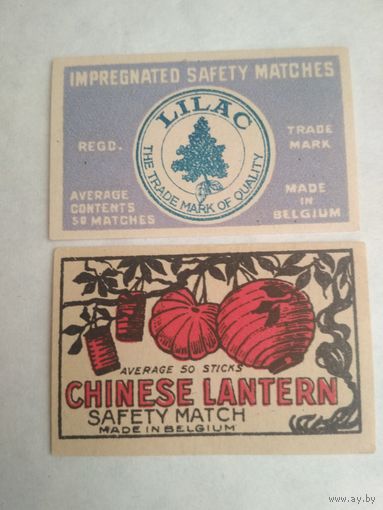 IMPREGNATED SAFETY MATCHES
LILAC
THE TRADE MARK OF QUALITY
REGD.
TRADE
MARK
AVERAGE
CONTENTS
50 MATCHES
MADE
IN
BELGIUM
AVERAGE 50 STICKS
CHINESE LANTERN
SAFETY MATCH
MADE IN BELGIUM
www.ay.by